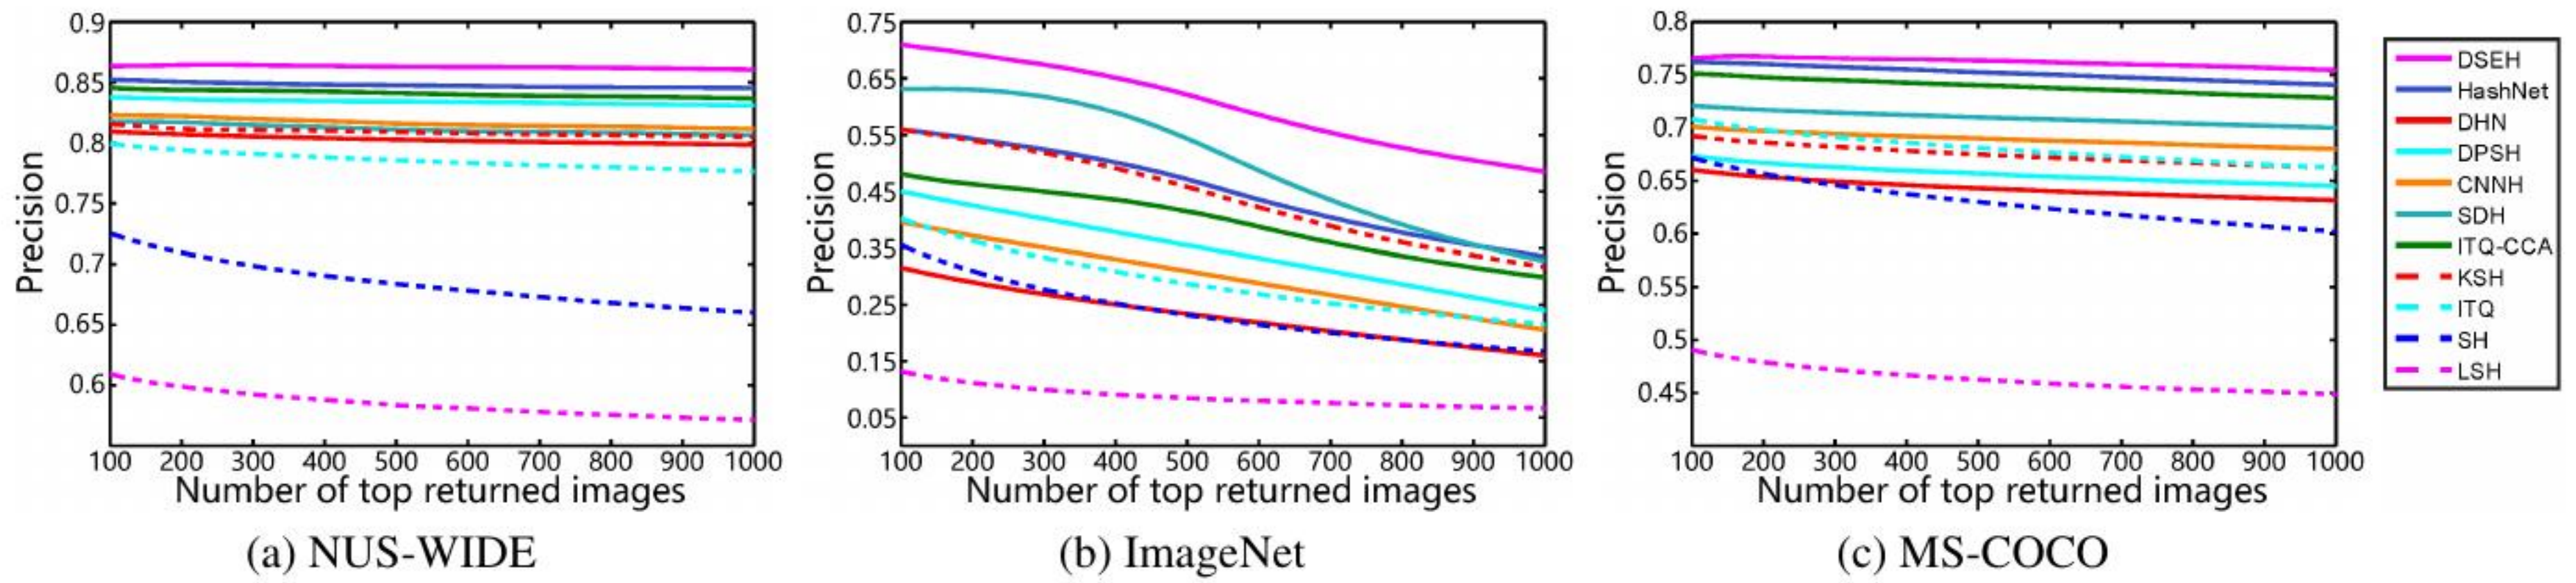 Precision
0.9
0.85
0.8
0.75
0.7
0.65
0.6
100 200 300 400 500 600 700 800 900 1000
Number of top returned images
(a) NUS-WIDE
Precision
0.75
0.65
0.55
0.45
0.35
0.25
0.15
0.05
100 200 300 400 500 600 700 800 900 1000
Number of top returned images
(b) ImageNet
Precision
0.8
0.75
0.7
0.65
0.6
0.55
0.5
0.45
100 200 300 400 500 600 700 800 900 1000
Number of top returned images
(c) MS-COCO
DSEH
HashNet
DHN
DPSH
CNNH
SDH
ITQ-CCA
KSH
ITQ
SH
LSH